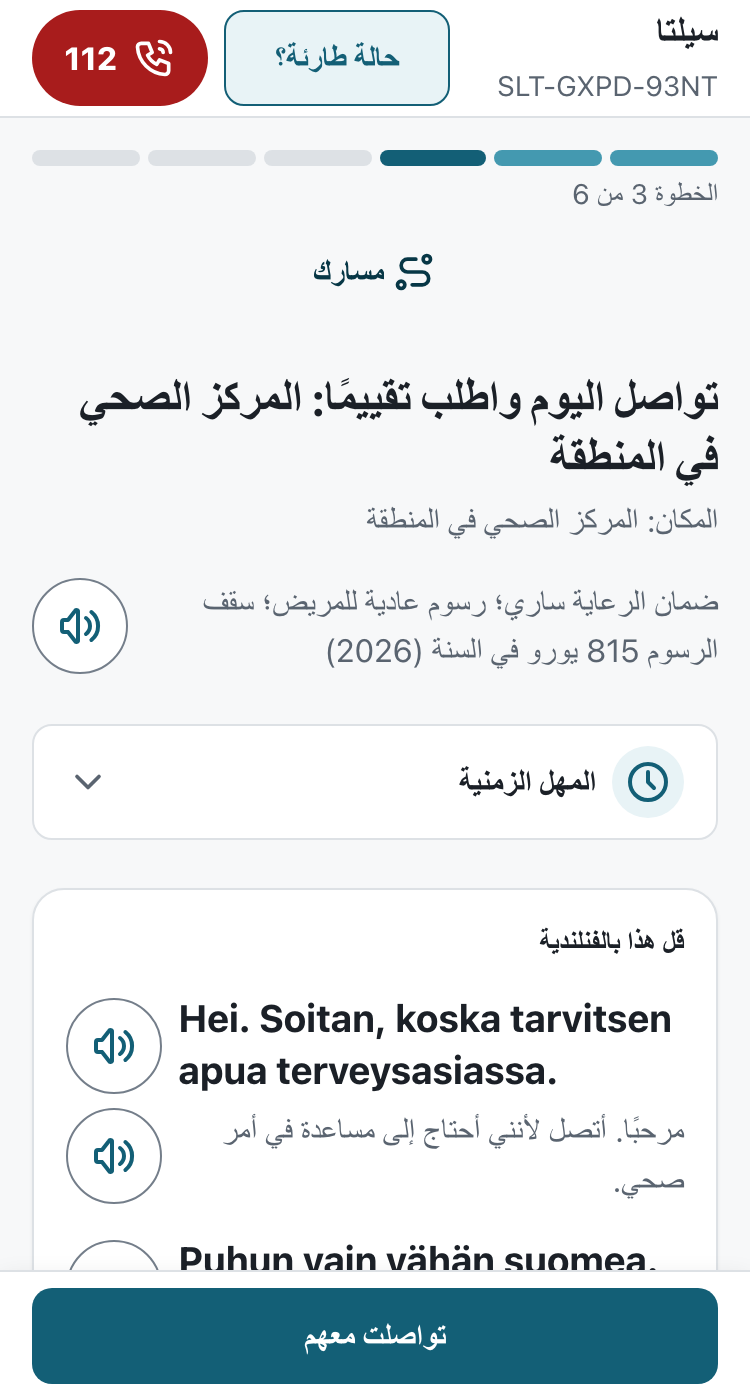 سيلتا
SLT-GXPD-93NT
حالة طارئة؟
112
الخطوة 3 من 6
مسارك
تواصل اليوم واطلب تقييمًا: المركز الصحي
في المنطقة
المكان: المركز الصحي في المنطقة
ضمان الرعاية ساري؛ رسوم عادية للمريض؛ سقف
الرسوم 815 يورو في السنة (2026)
المهل الزمنية
قل هذا بالفنلندية
Hei. Soitan, koska tarvitsen
apua terveysasiassa.
مرحبًا. أتصل لأنني أحتاج إلى مساعدة في أمر
صحي.
Puhun vain vähän suomea.
تواصلت معهم